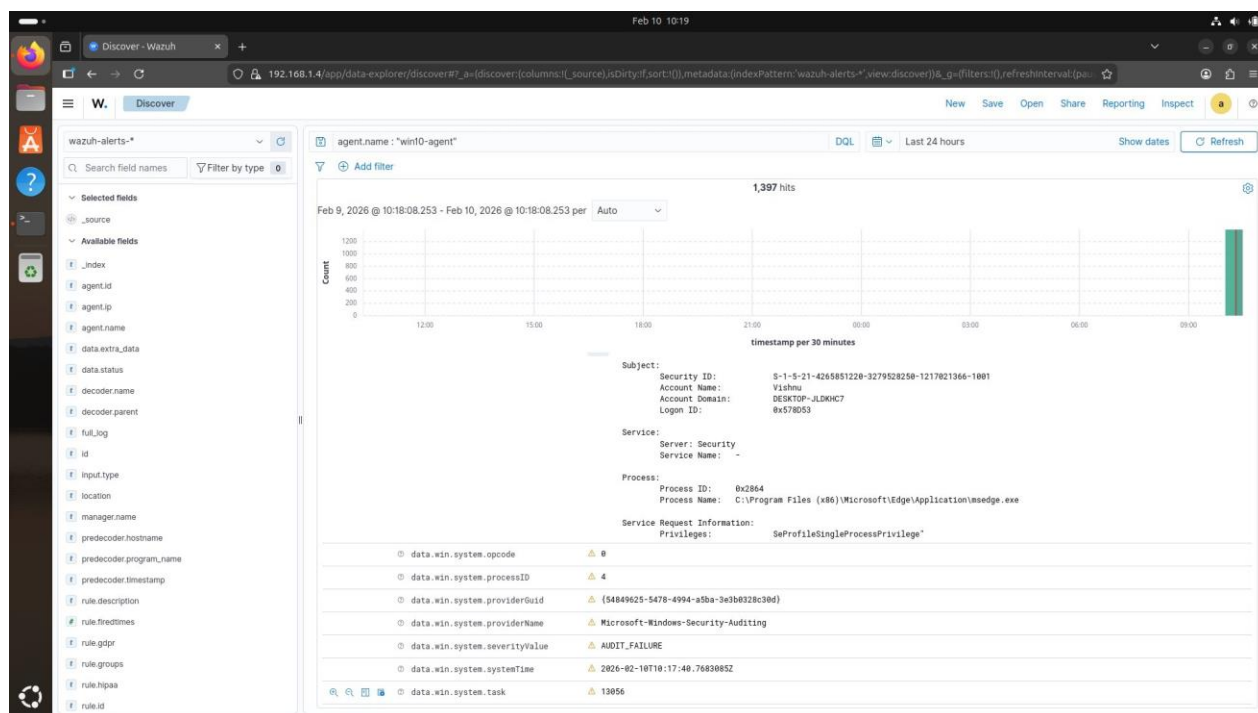 Feb 10 10:19
Discover - Wazuh
192.168.1.4/app/data-explorer/discover#?_a=(discover:(columns:!(_source),isDirty:!f,sort:!()),metadata:(indexPattern:'wazuh-alerts-*',view:discover))&_g=(filters:!(),refreshInterval:(pau
W. Discover New Save Open Share Reporting Inspect a
wazuh-alerts-* agent.name : "win10-agent" DQL Last 24 hours Show dates Refresh
Search field names Filter by type 0 Add filter
1,397 hits
Feb 9, 2026 @ 10:18:08.253 - Feb 10, 2026 @ 10:18:08.253 per Auto
Selected fields
_source
Available fields
_index
agent.id
agent.ip
agent.name
data.extra_data
data.status
decoder.name
decoder.parent
full_log
id
input.type
location
manager.name
predecoder.hostname
predecoder.program_name
predecoder.timestamp
rule.description
rule.firedtimes
rule.gdpr
rule.groups
rule.hipaa
rule.id
Count
1200
1000
800
600
400
200
0
12:00 15:00 18:00 21:00 00:00 03:00 06:00 09:00
timestamp per 30 minutes
Subject:
Security ID: S-1-5-21-4265851220-3279528250-1217021366-1001
Account Name: Vishnu
Account Domain: DESKTOP-JLDKHC7
Logon ID: 0x578D53
Service:
Server: Security
Service Name: -
Process:
Process ID: 0x2864
Process Name: C:\Program Files (x86)\Microsoft\Edge\Application\msedge.exe
Service Request Information:
Privileges: SeProfileSingleProcessPrivilege"
data.win.system.opcode 0
data.win.system.processID 4
data.win.system.providerGuid {54849625-5478-4994-a5ba-3e3b0328c30d}
data.win.system.providerName Microsoft-Windows-Security-Auditing
data.win.system.severityValue AUDIT_FAILURE
data.win.system.systemTime 2026-02-10T10:17:40.7683085Z
data.win.system.task 13056